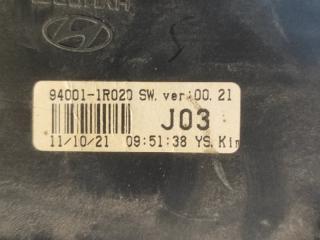 94001-1R020 SW. ver:00. 21
J03
11/10/21 09:51:38 YS.Kim